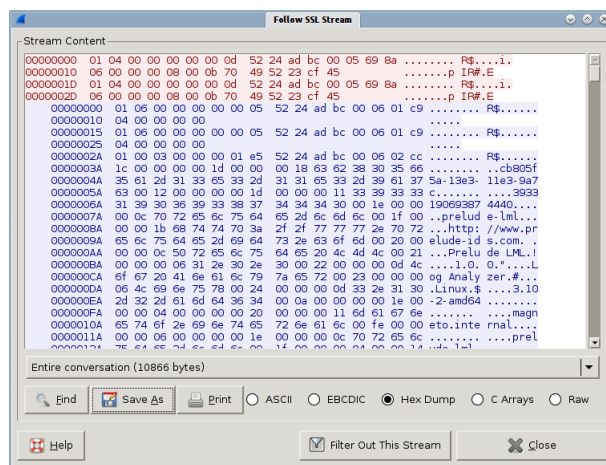 Follow SSL Stream
Stream Content
00000000 01 04 00 00 00 00 00 0d 52 24 ad bc 00 05 69 8a ........ R$....i.
00000010 06 00 00 00 08 00 0b 70 49 52 23 cf 45 .......p IR#.E
0000001D 01 04 00 00 00 00 00 0d 52 24 ad bc 00 05 69 8a ........ R$....i.
0000002D 06 00 00 00 08 00 0b 70 49 52 23 cf 45 .......p IR#.E
00000000 01 06 00 00 00 00 00 05 52 24 ad bc 00 06 01 c9 ........ R$......
00000010 04 00 00 00 00 .....
00000015 01 06 00 00 00 00 00 05 52 24 ad bc 00 06 01 c9 ........ R$......
00000025 04 00 00 00 00 .....
0000002A 01 00 03 00 00 00 01 e5 52 24 ad bc 00 06 02 cc ........ R$......
0000003A 1c 00 00 00 00 1d 00 00 00 18 63 62 38 30 35 66 ........ ..cb805f
0000004A 35 61 2d 31 33 65 33 2d 31 31 65 33 2d 39 61 37 5a-13e3- 11e3-9a7
0000005A 63 00 12 00 00 00 00 1d 00 00 00 11 33 39 33 33 c....... ....3933
0000006A 31 39 30 36 39 33 38 37 34 34 34 30 00 1e 00 00 19069387 4440....
0000007A 00 0c 70 72 65 6c 75 64 65 2d 6c 6d 6c 00 1f 00 ..prelud e-lml...
0000008A 00 00 1b 68 74 74 70 3a 2f 2f 77 77 77 2e 70 72 ...http: //www.pr
0000009A 65 6c 75 64 65 2d 69 64 73 2e 63 6f 6d 00 20 00 elude-id s.com. .
000000AA 00 00 0c 50 72 65 6c 75 64 65 20 4c 4d 4c 00 21 ...Prelu de LML.!
000000BA 00 00 00 06 31 2e 30 2e 30 00 22 00 00 00 0d 4c ....1.0. 0."....L
000000CA 6f 67 20 41 6e 61 6c 79 7a 65 72 00 23 00 00 00 og Analy zer.#...
000000DA 06 4c 69 6e 75 78 00 24 00 00 00 0d 33 2e 31 30 .Linux.$ ....3.10
000000EA 2d 32 2d 61 6d 64 36 34 00 0a 00 00 00 00 1e 00 -2-amd64 ........
000000FA 00 00 04 00 00 00 00 20 00 00 00 11 6d 61 67 6e ....... ....magn
0000010A 65 74 6f 2e 69 6e 74 65 72 6e 61 6c 00 fe 00 00 eto.inte rnal....
0000011A 00 00 06 00 00 00 00 1e 00 00 00 0c 70 72 65 6c ........ ....prel
Entire conversation (10866 bytes)
Find
Save As
Print
ASCII
EBCDIC
Hex Dump
C Arrays
Raw
Help
Filter Out This Stream
Close